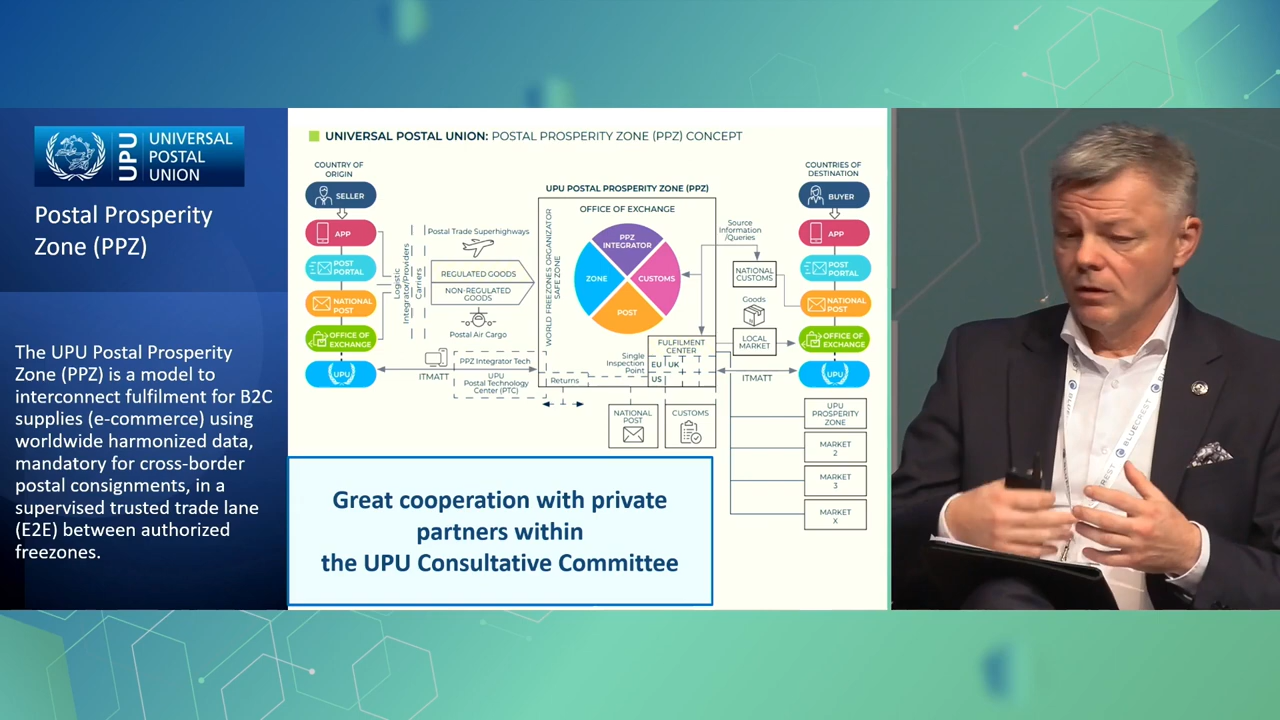 UPU
UNIVERSAL
POSTAL
UNION
Postal Prosperity
Zone (PPZ)
The UPU Postal Prosperity
Zone (PPZ) is a model to
interconnect fulfilment for B2C
supplies (e-commerce) using
worldwide harmonized data,
mandatory for cross-border
postal consignments, in a
supervised trusted trade lane
(E2E) between authorized
freezones.
UNIVERSAL POSTAL UNION: POSTAL PROSPERITY ZONE (PPZ) CONCEPT
COUNTRY OF
ORIGIN
SELLER
APP
POST
PORTAL
NATIONAL
POST
OFFICE OF
EXCHANGE
UPU
Logistic
Integrator/Providers
Carriers
Postal Trade Superhighways
REGULATED GOODS
NON-REGULATED
GOODS
Postal Air Cargo
ITMATT
PPZ Integrator Tech
UPU
Postal Technology
Center (PTC)
UPU POSTAL PROSPERITY ZONE (PPZ)
OFFICE OF EXCHANGE
WORLD FREEZONES ORGANIZATOR
SAFE ZONE
PPZ
INTEGRATOR
ZONE
CUSTOMS
POST
FULFILMENT
CENTER
Single
Inspection
Point
EU
UK
US
Returns
NATIONAL
POST
CUSTOMS
Source
Information
/Queries
NATIONAL
CUSTOMS
Goods
LOCAL
MARKET
ITMATT
COUNTRIES OF
DESTINATION
BUYER
APP
POST
PORTAL
NATIONAL
POST
OFFICE OF
EXCHANGE
UPU
UPU
PROSPERITY
ZONE
MARKET
2
MARKET
3
MARKET
X
Great cooperation with private
partners within
the UPU Consultative Committee
BLUECREST
BLUECREST